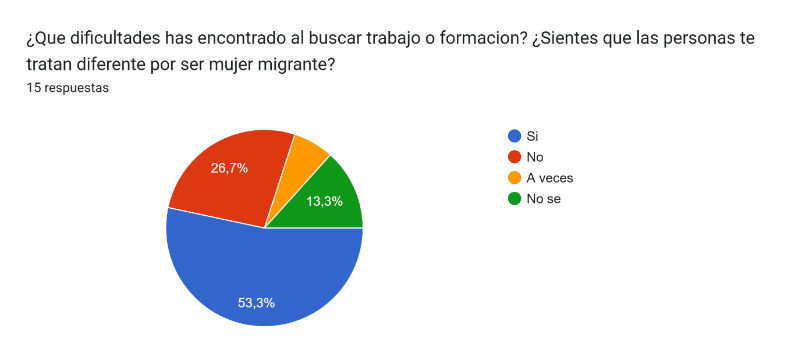 ¿Que dificultades has encontrado al buscar trabajo o formacion? ¿Sientes que las personas te
tratan diferente por ser mujer migrante?
15 respuestas
Si
No
A veces
No se
26,7%
13,3%
53,3%